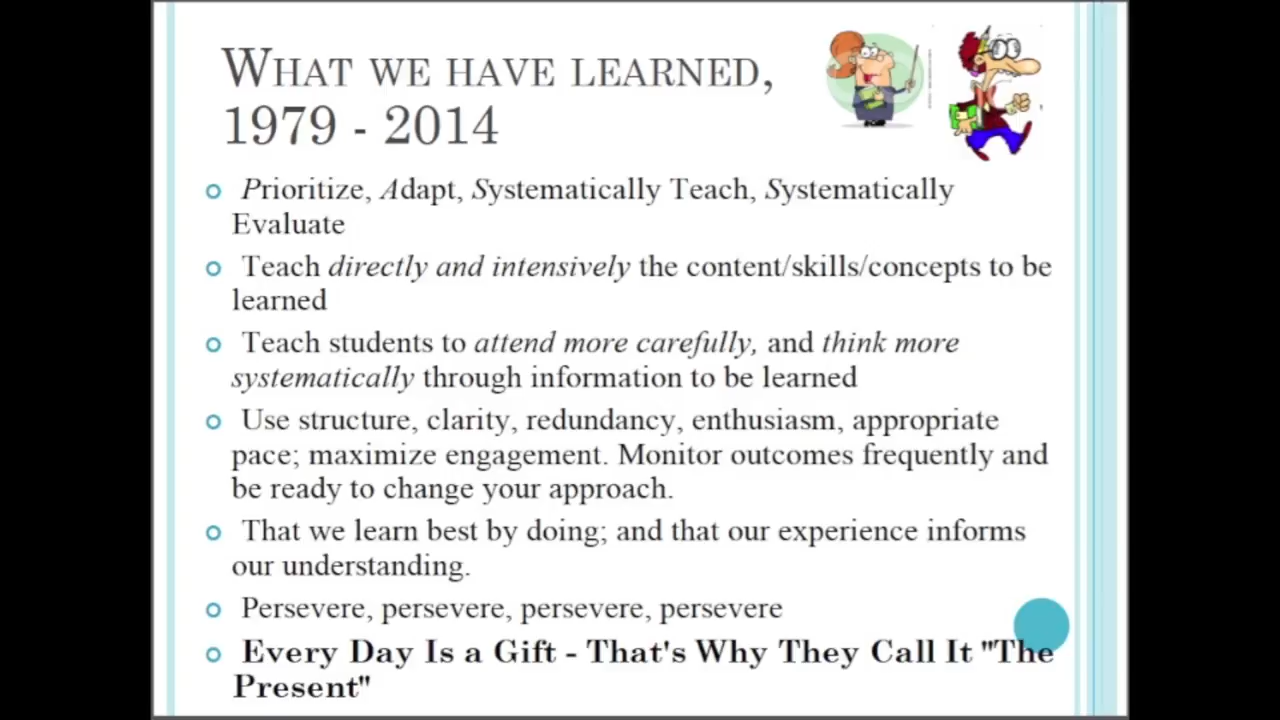 What we have learned,
1979 - 2014
Prioritize, Adapt, Systematically Teach, Systematically
Evaluate
Teach directly and intensively the content/skills/concepts to be
learned
Teach students to attend more carefully, and think more
systematically through information to be learned
Use structure, clarity, redundancy, enthusiasm, appropriate
pace; maximize engagement. Monitor outcomes frequently and
be ready to change your approach.
That we learn best by doing; and that our experience informs
our understanding.
Persevere, persevere, persevere, persevere
Every Day Is a Gift - That's Why They Call It "The
Present"